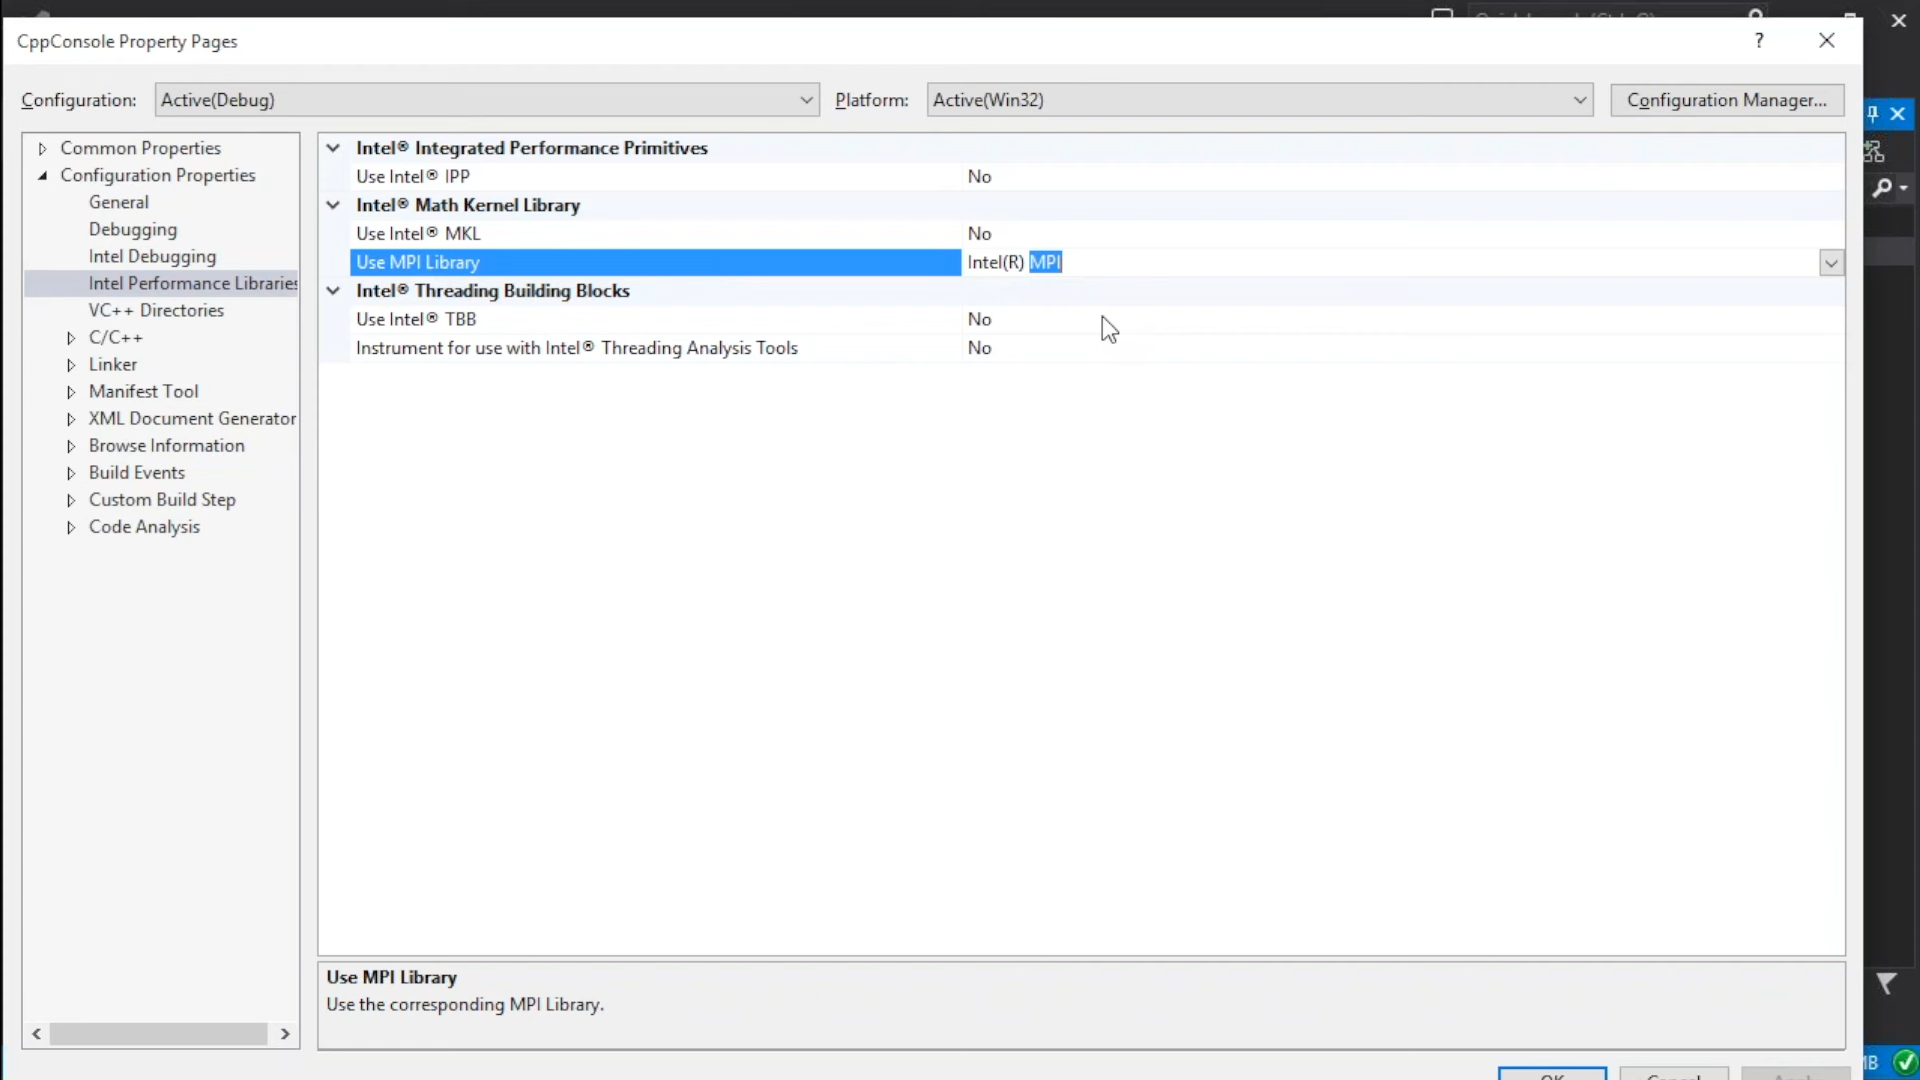 CppConsole Property Pages
?
Configuration: Active(Debug) Platform: Active(Win32) Configuration Manager...
Common Properties
Configuration Properties
General
Debugging
Intel Debugging
Intel Performance Libraries
VC++ Directories
C/C++
Linker
Manifest Tool
XML Document Generator
Browse Information
Build Events
Custom Build Step
Code Analysis
Intel® Integrated Performance Primitives
Use Intel® IPP No
Intel® Math Kernel Library
Use Intel® MKL No
Use MPI Library Intel(R) MPI
Intel® Threading Building Blocks
Use Intel® TBB No
Instrument for use with Intel® Threading Analysis Tools No
Use MPI Library
Use the corresponding MPI Library.
MB